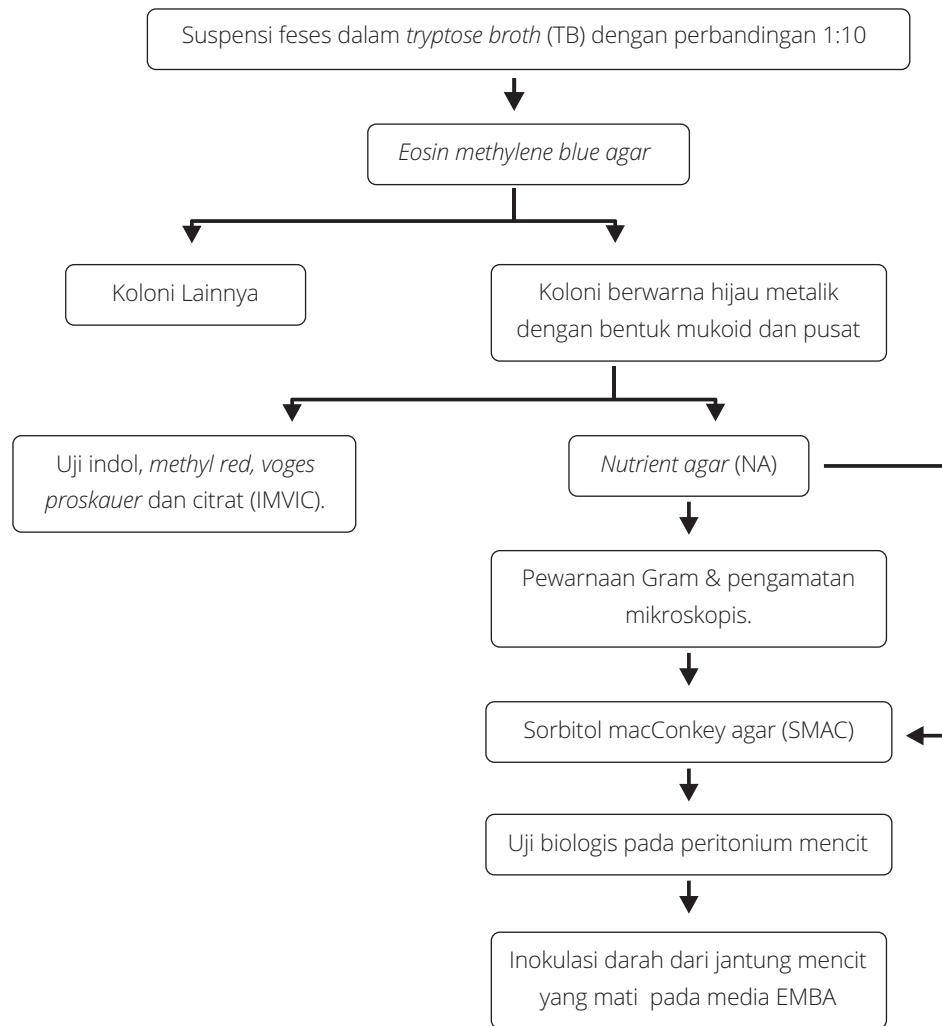 Suspensi feses dalam tryptose broth (TB) dengan perbandingan 1:10
Eosin methylene blue agar
Koloni Lainnya
Koloni berwarna hijau metalik
dengan bentuk mukoid dan pusat
Uji indol, methyl red, voges
proskauer dan citrat (IMVIC).
Nutrient agar (NA)
Pewarnaan Gram & pengamatan
mikroskopis.
Sorbitol macConkey agar (SMAC)
Uji biologis pada peritonium mencit
Inokulasi darah dari jantung mencit
yang mati pada media EMBA